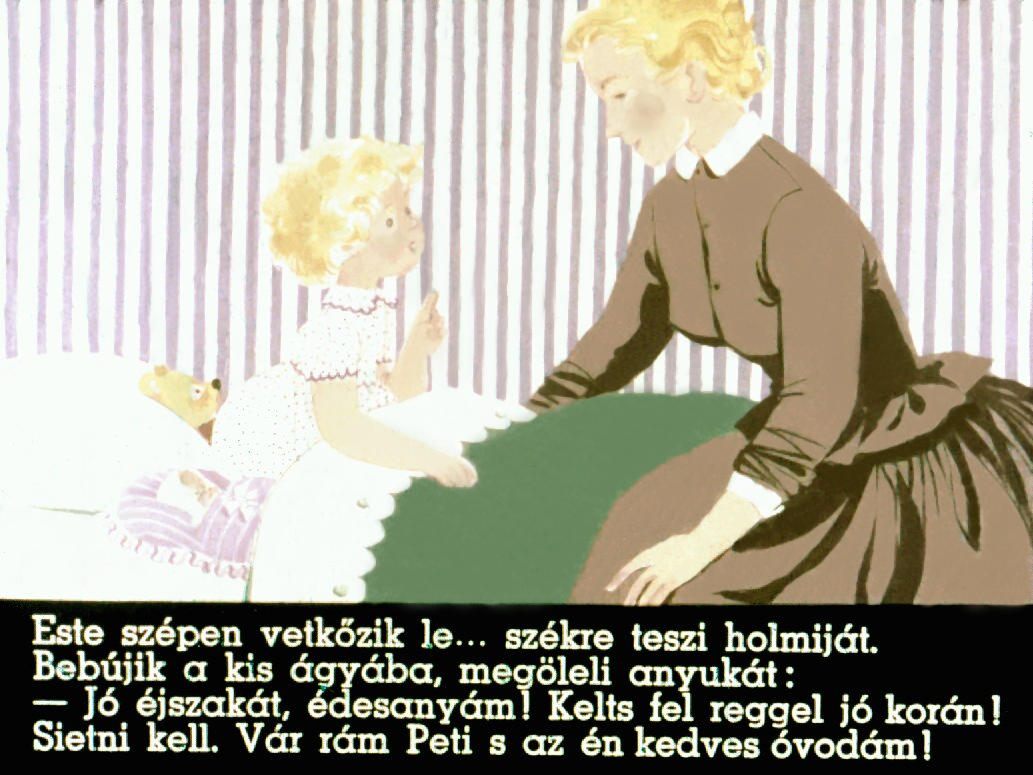 Este szépen vetkőzik le... székre teszi holmiját.
Bebújik a kis ágyába, megöleli anyukát:
— Jó éjszakát, édesanyám! Kelts fel reggel jó korán!
Sietni kell. Vár rám Peti s az én kedves óvodám!